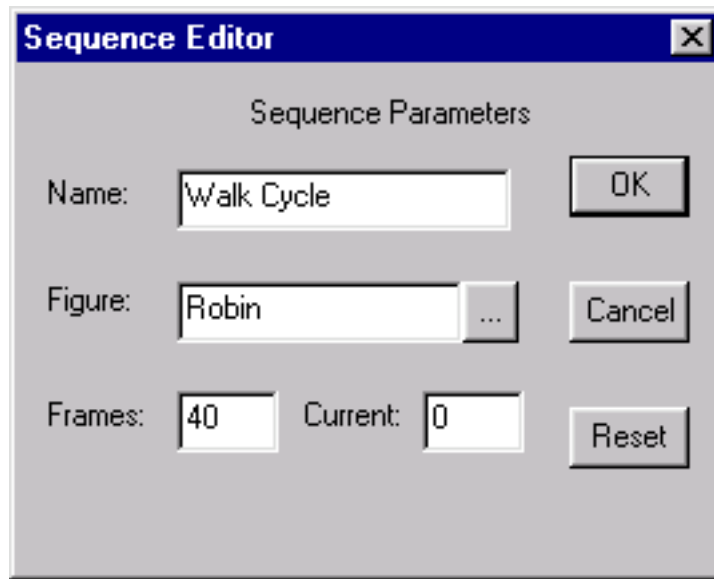 Sequence Editor
Sequence Parameters
Name: Walk Cycle OK
Figure: Robin ... Cancel
Frames: 40 Current: 0 Reset